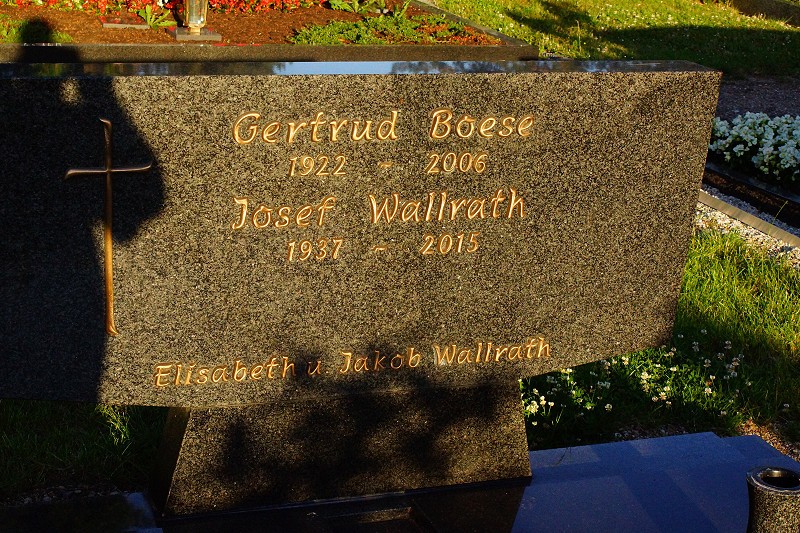 Gertrud Boese
1922 - 2006
Josef Wallrath
1937 - 2015
Elisabeth u Jakob Wallrath